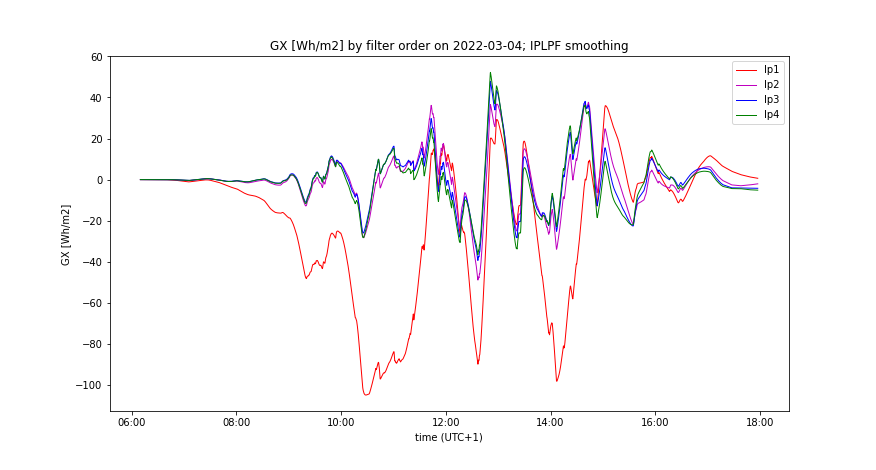 GX [Wh/m2] by filter order on 2022-03-04; IPLPF smoothing
60
40
20
0
−20
−40
−60
−80
−100
GX [Wh/m2]
lp1
lp2
lp3
lp4
06:00 08:00 10:00 12:00 14:00 16:00 18:00
time (UTC+1)